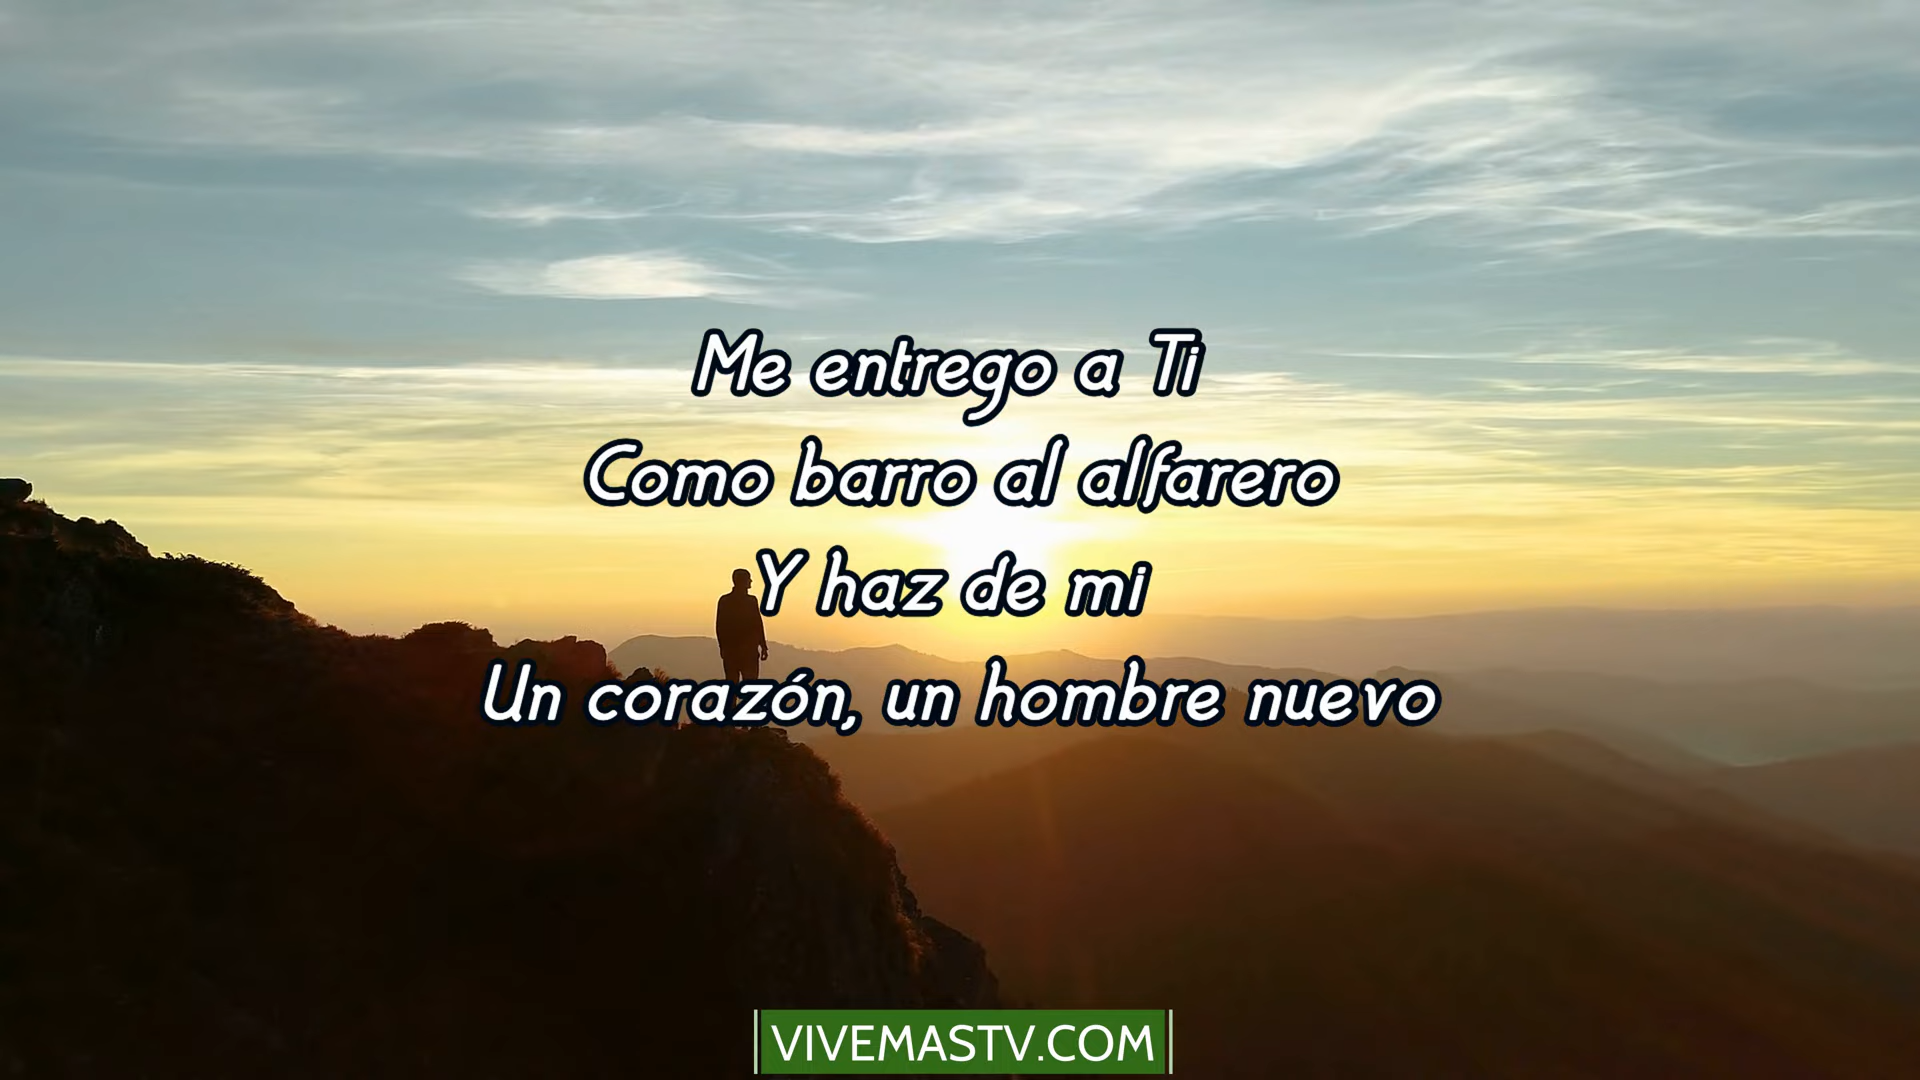 Me entrego a Ti
Como barro al alfarero
Y haz de mi
Un corazón, un hombre nuevo
VIVEMASTV.COM